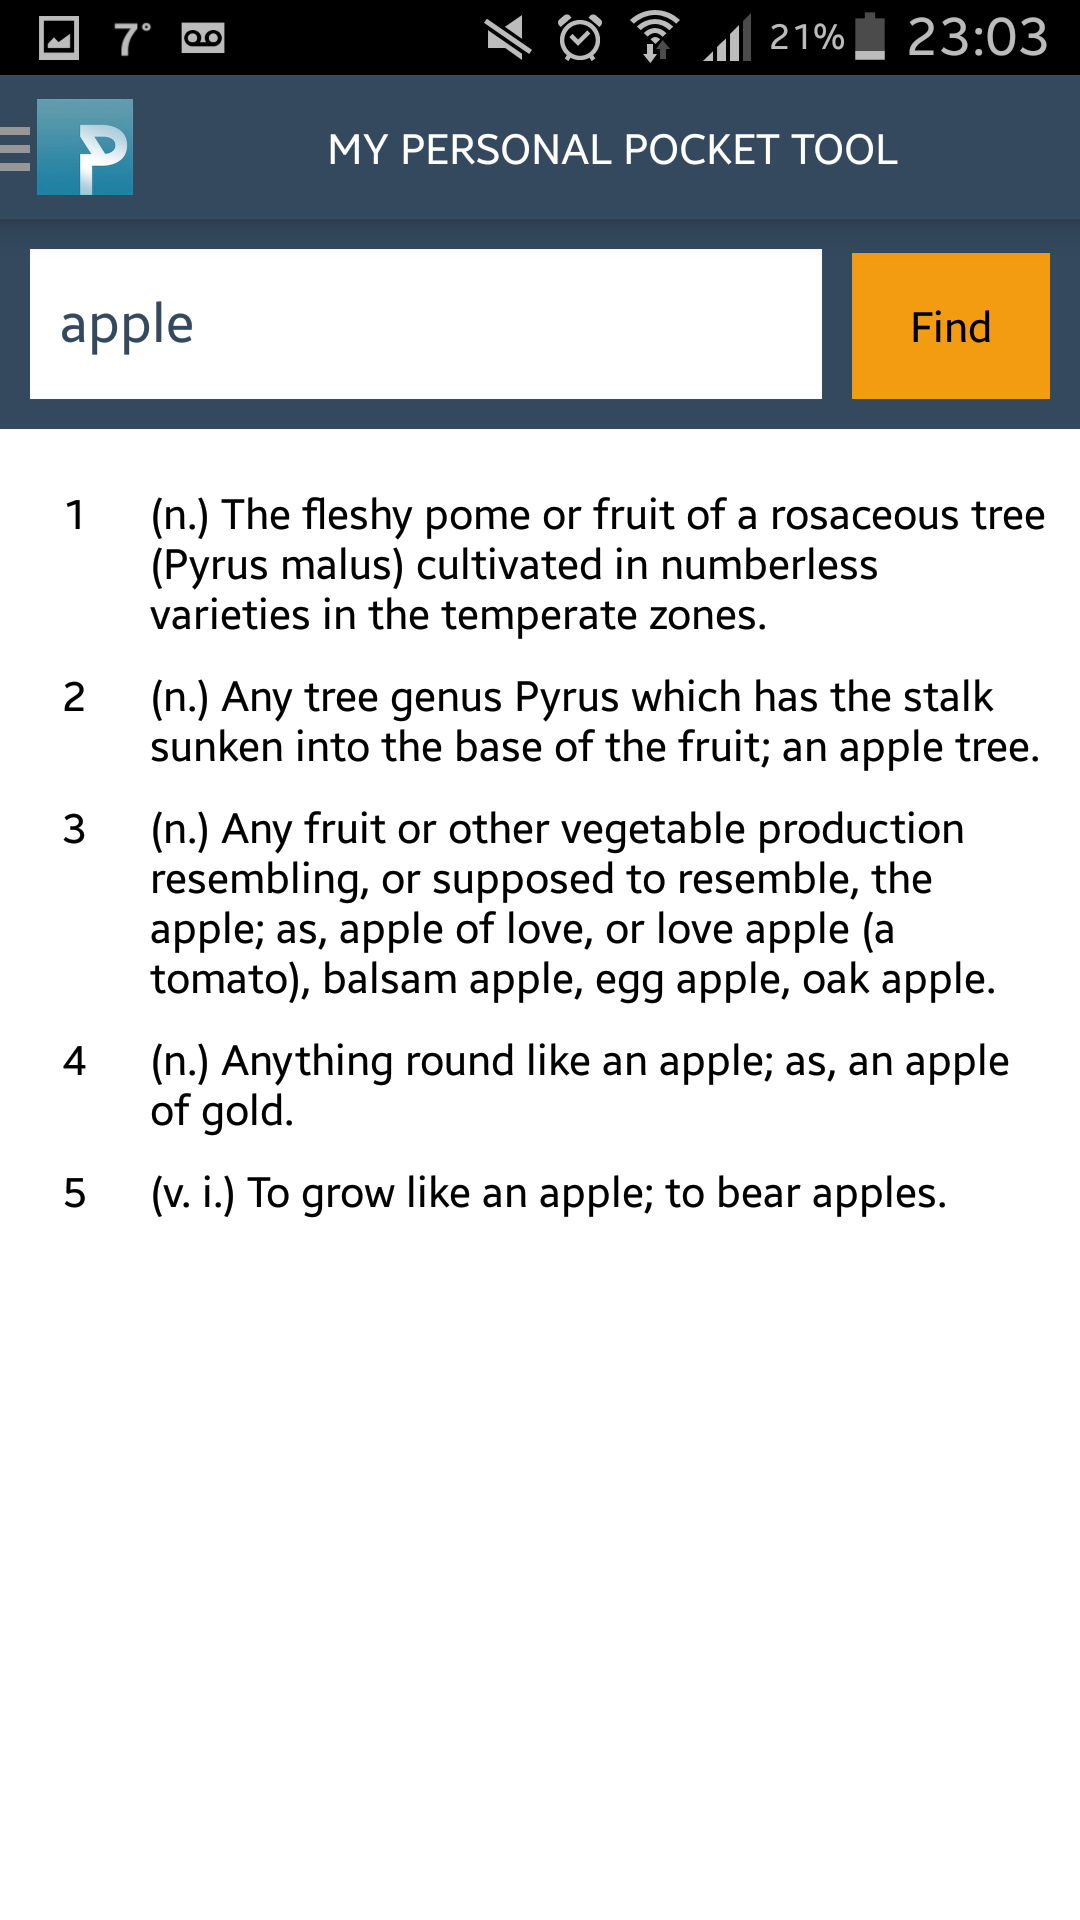 7° 21% 23:03
P MY PERSONAL POCKET TOOL
apple Find
1 (n.) The fleshy pome or fruit of a rosaceous tree
(Pyrus malus) cultivated in numberless
varieties in the temperate zones.
2 (n.) Any tree genus Pyrus which has the stalk
sunken into the base of the fruit; an apple tree.
3 (n.) Any fruit or other vegetable production
resembling, or supposed to resemble, the
apple; as, apple of love, or love apple (a
tomato), balsam apple, egg apple, oak apple.
4 (n.) Anything round like an apple; as, an apple
of gold.
5 (v. i.) To grow like an apple; to bear apples.